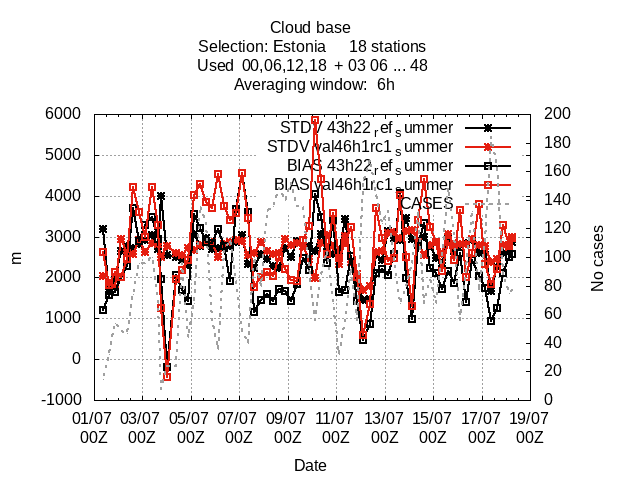 Cloud base
Selection: Estonia 18 stations
Used 00,06,12,18 + 03 06 ... 48
Averaging window: 6h
6000
5000
4000
3000
2000
1000
0
-1000
m
STDV 43h22_ref_summer
STDV val46h1rc1_summer
BIAS 43h22_ref_summer
BIAS val46h1rc1_summer
CASES
200
180
160
140
120
100
80
60
40
20
0
No cases
01/07 03/07 05/07 07/07 09/07 11/07 13/07 15/07 17/07 19/07
00Z 00Z 00Z 00Z 00Z 00Z 00Z 00Z 00Z 00Z
Date